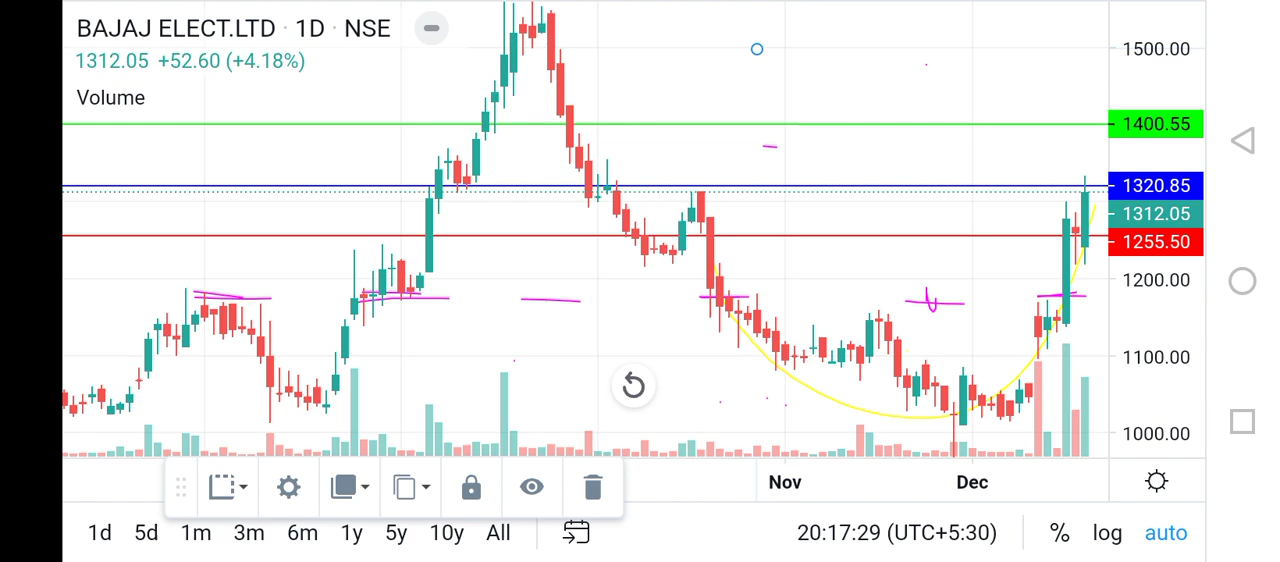 BAJAJ ELECT.LTD · 1D · NSE
1312.05 +52.60 (+4.18%)
Volume
1500.00
1400.55
1320.85
1312.05
1255.50
1200.00
1100.00
1000.00
Nov Dec
1d 5d 1m 3m 6m 1y 5y 10y All 20:17:29 (UTC+5:30) % log auto